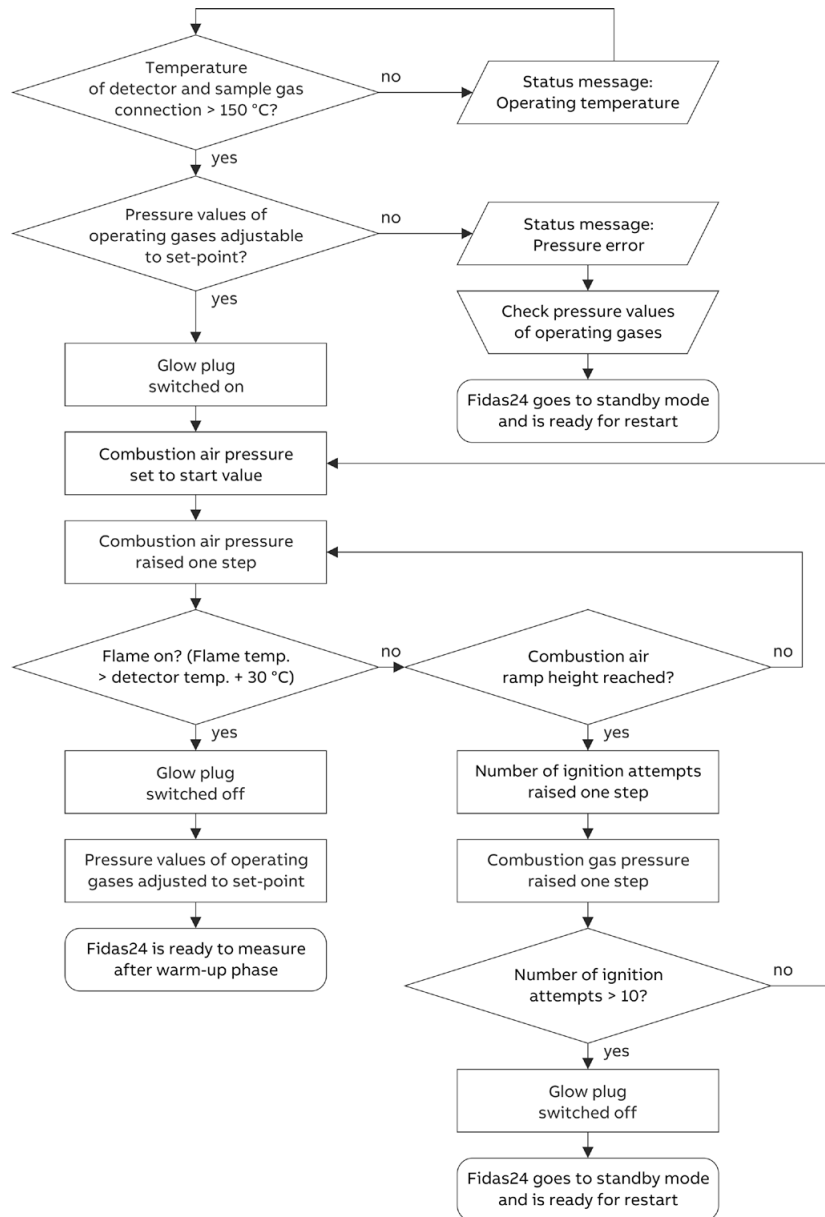 Temperature
of detector and sample gas
connection > 150 °C?
no
Status message:
Operating temperature
yes
Pressure values of
operating gases adjustable
to set-point?
no
Status message:
Pressure error
yes
Check pressure values
of operating gases
Glow plug
switched on
Fidas24 goes to standby mode
and is ready for restart
Combustion air pressure
set to start value
Combustion air pressure
raised one step
Flame on? (Flame temp.
> detector temp. + 30 °C)
no
Combustion air
ramp height reached?
no
yes
yes
Glow plug
switched off
Number of ignition attempts
raised one step
Pressure values of operating
gases adjusted to set-point
Combustion gas pressure
raised one step
Fidas24 is ready to measure
after warm-up phase
Number of ignition
attempts > 10?
no
yes
Glow plug
switched off
Fidas24 goes to standby mode
and is ready for restart